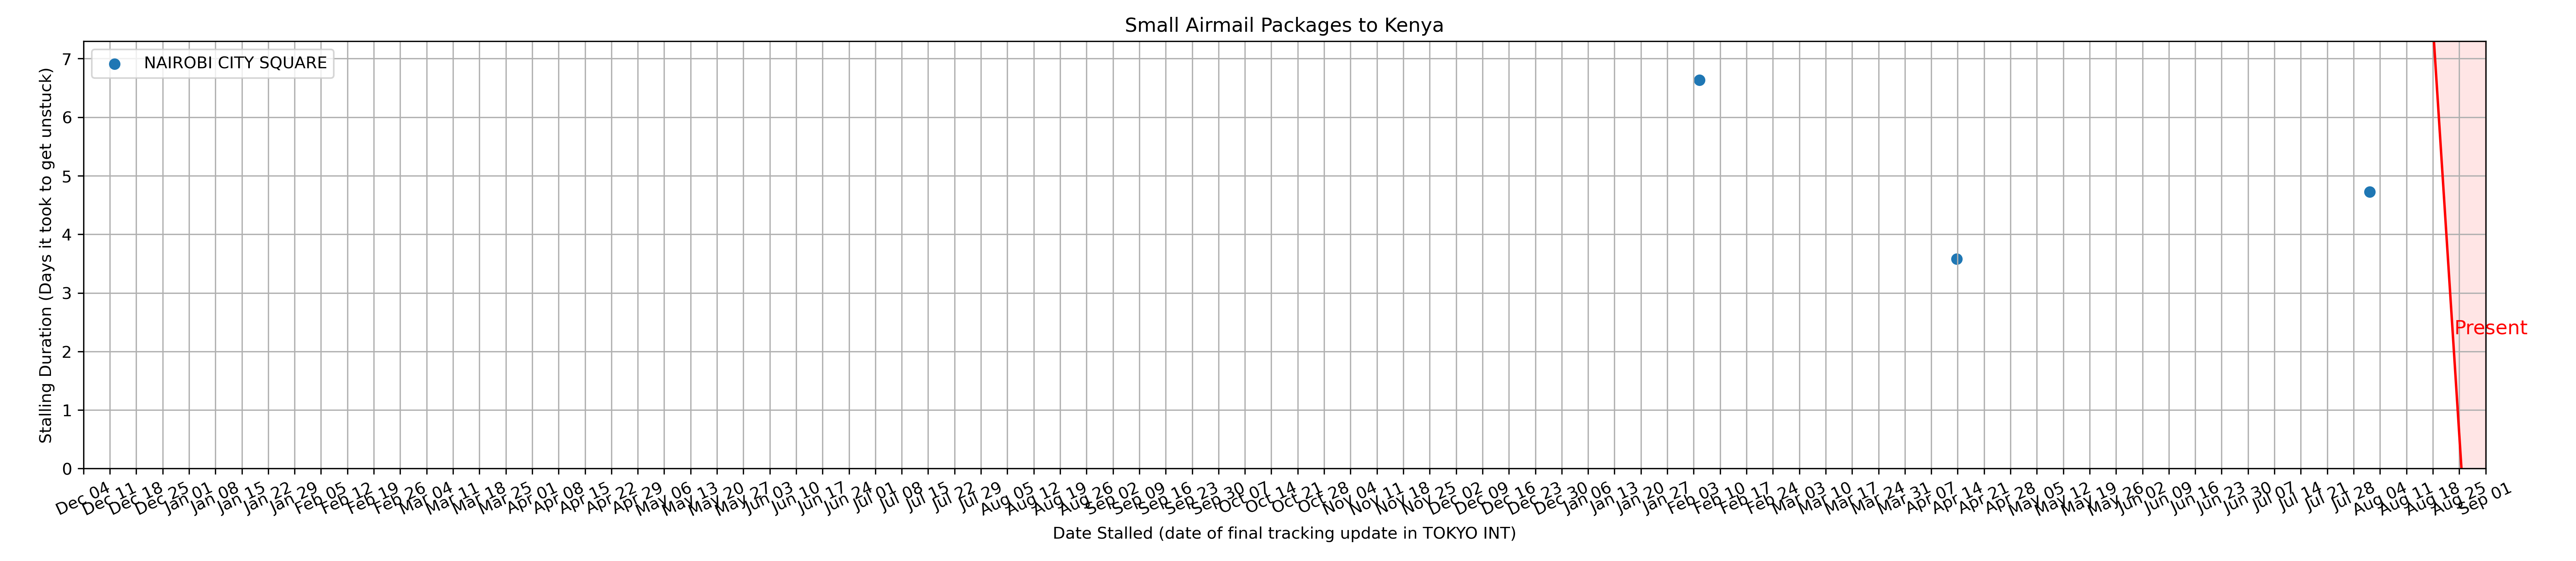 Small Airmail Packages to Kenya
NAIROBI CITY SQUARE
Stalling Duration (Days it took to get unstuck)
7
6
5
4
3
2
1
0
Present
Dec 04
Dec 11
Dec 18
Dec 25
Jan 01
Jan 08
Jan 15
Jan 22
Jan 29
Feb 05
Feb 12
Feb 19
Feb 26
Mar 04
Mar 11
Mar 18
Mar 25
Apr 01
Apr 08
Apr 15
Apr 22
Apr 29
May 06
May 13
May 20
May 27
Jun 03
Jun 10
Jun 17
Jun 24
Jul 01
Jul 08
Jul 15
Jul 22
Jul 29
Aug 05
Aug 12
Aug 19
Aug 26
Sep 02
Sep 09
Sep 16
Sep 23
Sep 30
Oct 07
Oct 14
Oct 21
Oct 28
Nov 04
Nov 11
Nov 18
Nov 25
Dec 02
Dec 09
Dec 16
Dec 23
Dec 30
Jan 06
Jan 13
Jan 20
Jan 27
Feb 03
Feb 10
Feb 17
Feb 24
Mar 03
Mar 10
Mar 17
Mar 24
Mar 31
Apr 07
Apr 14
Apr 21
Apr 28
May 05
May 12
May 19
May 26
Jun 02
Jun 09
Jun 16
Jun 23
Jun 30
Jul 07
Jul 14
Jul 21
Jul 28
Aug 04
Aug 11
Aug 18
Aug 25
Sep 01
Date Stalled (date of final tracking update in TOKYO INT)